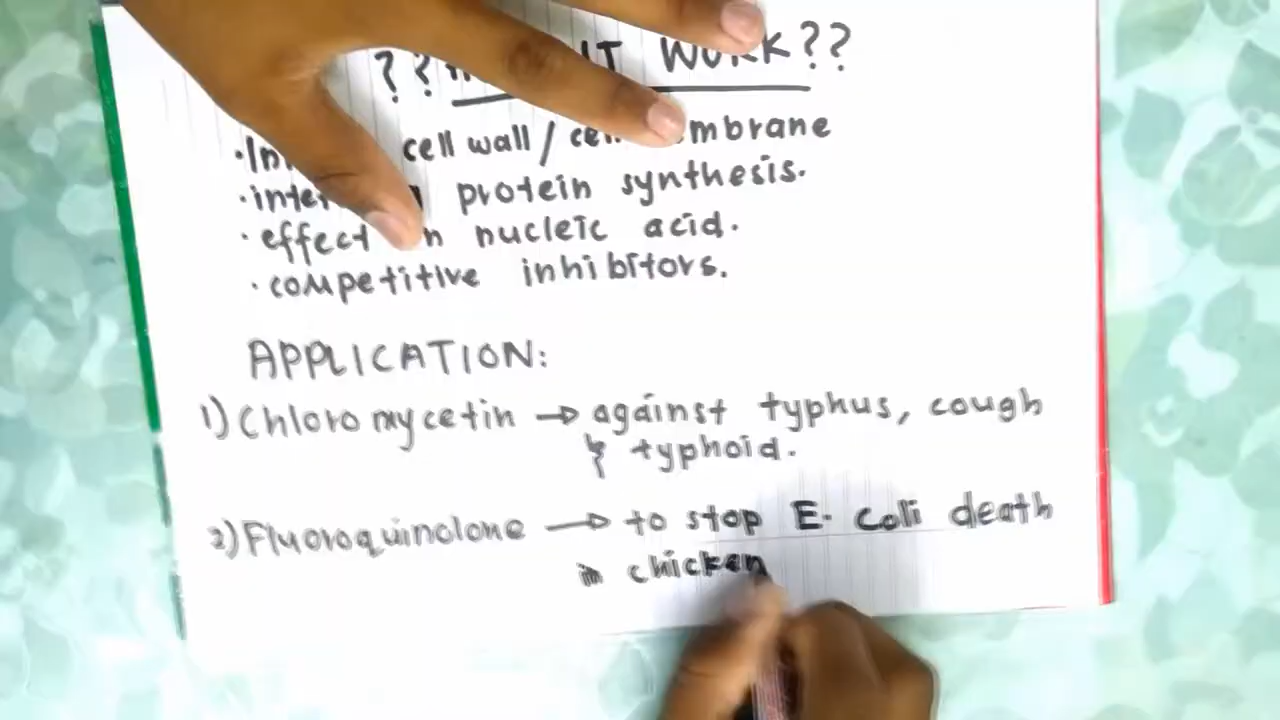 ?? IT WORK??
· cell wall / membrane
· protein synthesis.
· effect on nucleic acid.
· competitive inhibitors.
APPLICATION:
1) Chloromycetin → against typhus, cough
& typhoid.
2) Fluoroquinolone → to stop E. coli death
in chicken